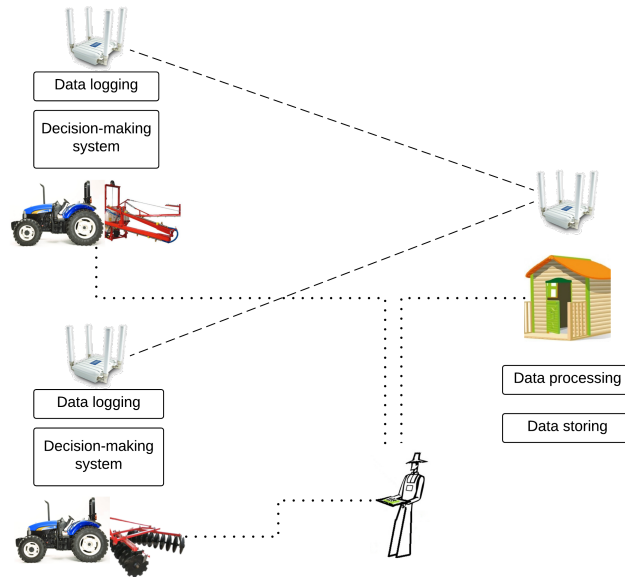 Data logging
Decision-making
system
Data processing
Data storing
Data logging
Decision-making
system